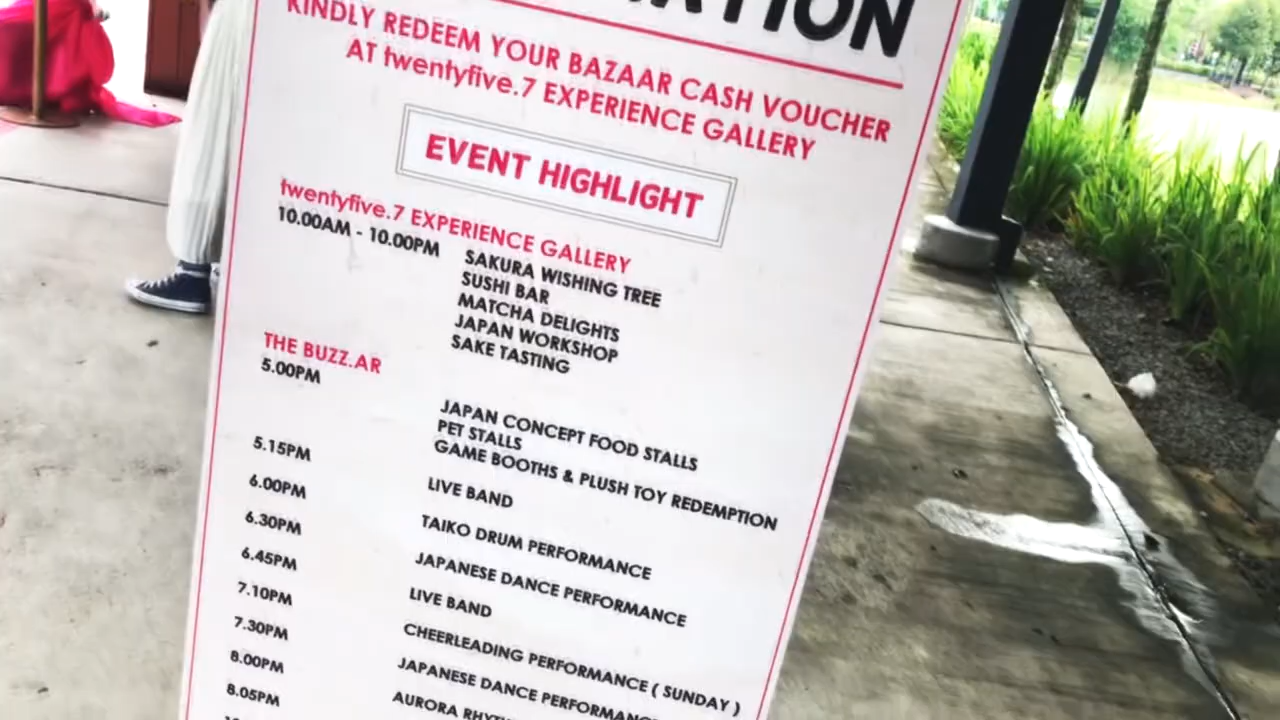 KINDLY REDEEM YOUR BAZAAR CASH VOUCHER
AT twentyfive.7 EXPERIENCE GALLERY
EVENT HIGHLIGHT
twentyfive.7 EXPERIENCE GALLERY
10.00AM - 10.00PM SAKURA WISHING TREE
SUSHI BAR
MATCHA DELIGHTS
JAPAN WORKSHOP
SAKE TASTING
THE BUZZ.AR
5.00PM JAPAN CONCEPT FOOD STALLS
PET STALLS
GAME BOOTHS & PLUSH TOY REDEMPTION
5.15PM LIVE BAND
6.00PM TAIKO DRUM PERFORMANCE
6.30PM JAPANESE DANCE PERFORMANCE
6.45PM LIVE BAND
7.10PM CHEERLEADING PERFORMANCE ( SUNDAY )
7.30PM JAPANESE DANCE PERFORMANCE
8.00PM AURORA
8.05PM